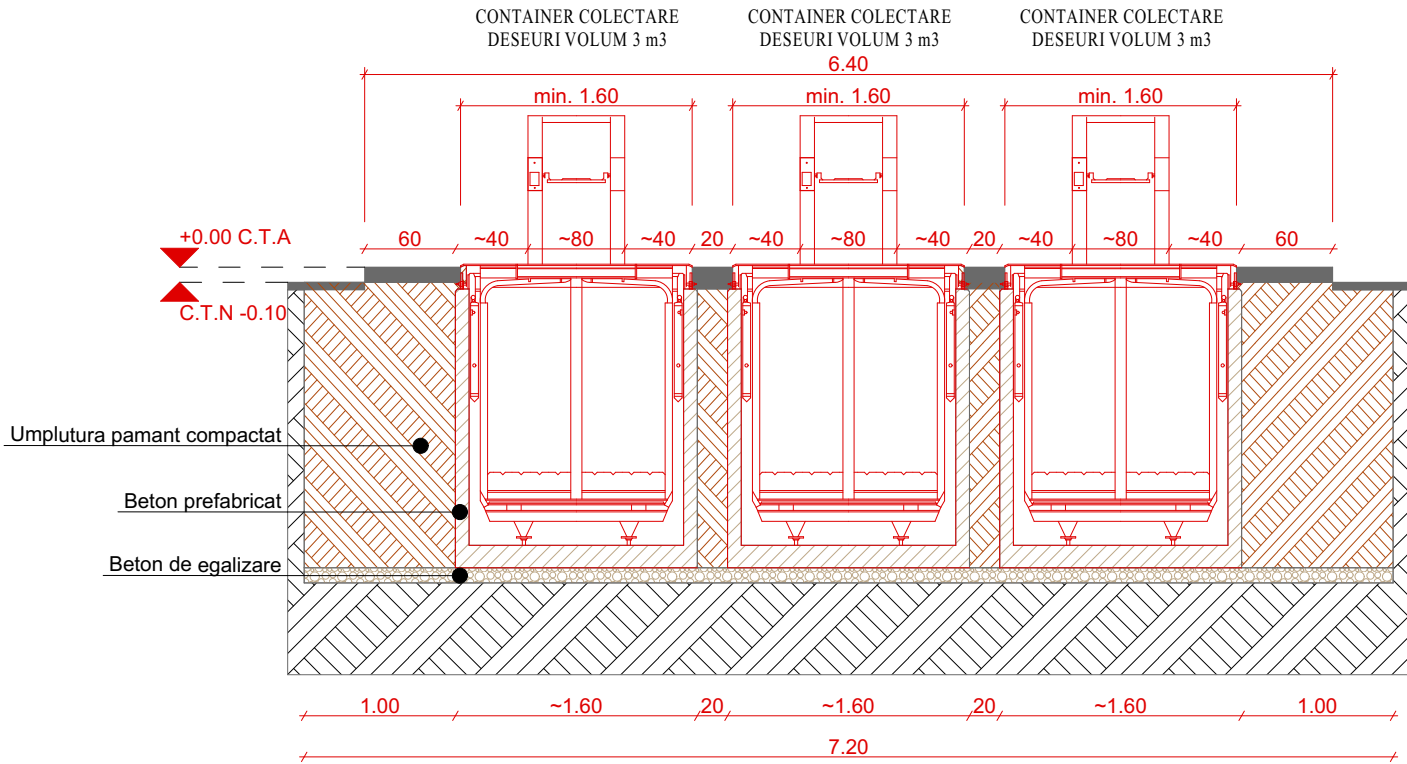 CONTAINER COLECTARE
DESEURI VOLUM 3 m3
CONTAINER COLECTARE
DESEURI VOLUM 3 m3
CONTAINER COLECTARE
DESEURI VOLUM 3 m3
6.40
min. 1.60
min. 1.60
min. 1.60
60
~40
~80
~40
20
~40
~80
~40
20
~40
~80
~40
60
+0.00 C.T.A
C.T.N -0.10
Umplutura pamant compactat
Beton prefabricat
Beton de egalizare
1.00
~1.60
20
~1.60
20
~1.60
1.00
7.20